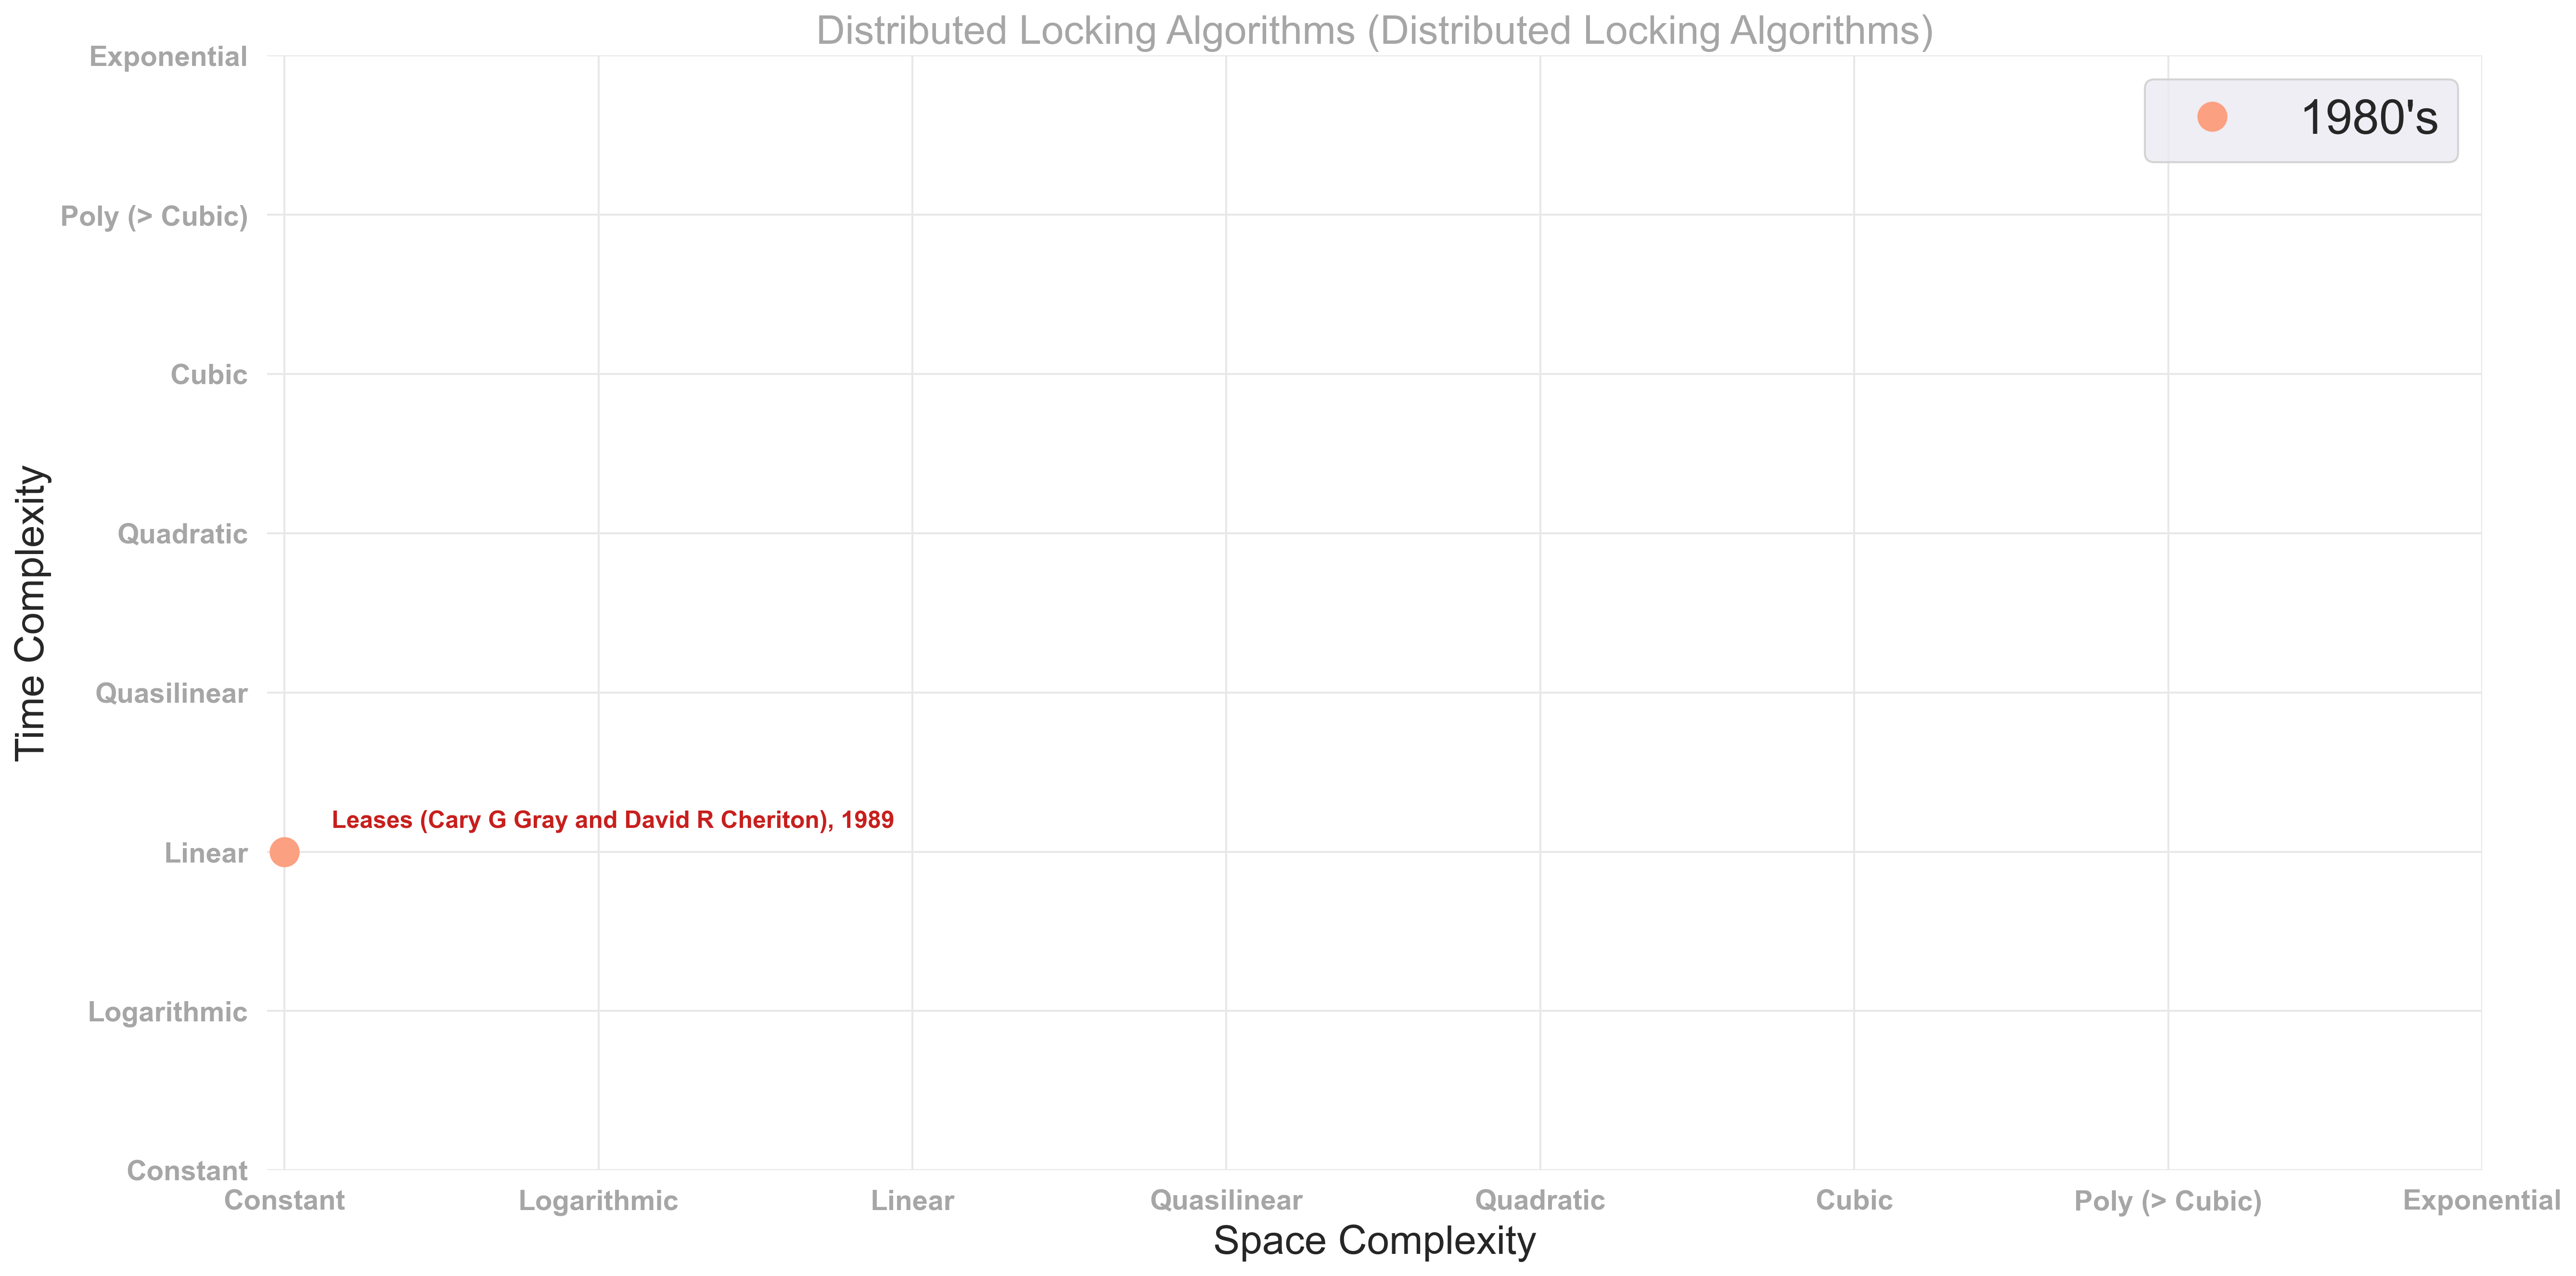 Distributed Locking Algorithms (Distributed Locking Algorithms)
Exponential
1980's
Poly (> Cubic)
Cubic
Quadratic
Time Complexity
Quasilinear
Leases (Cary G Gray and David R Cheriton), 1989
Linear
Logarithmic
Constant
Constant Logarithmic Linear Quasilinear Quadratic Cubic Poly (> Cubic) Exponential
Space Complexity